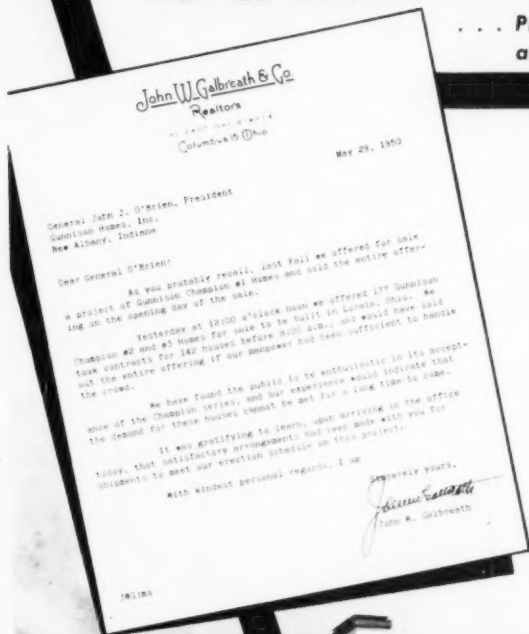 . . . P
a
John W. Galbreath & Co.
Realtors
Columbus 15 Ohio
May 29, 1950
General John J. O'Brien, President
Gunnison Homes, Inc.
New Albany, Indiana
Dear General O'Brien:
As you probably recall, last fall we offered for sale
a project of Gunnison Champion #1 Homes and sold the entire offer-
ing on the opening day of the sale.
Yesterday at 12:00 o'clock noon we offered 177 Gunnison
Champion #2 and #3 Homes for sale to be built in Lorain, Ohio. We
took contracts for 142 houses before p.m., and would have sold
out the entire offering if our manpower had been sufficient to handle
the crowd.
We have found the public to be enthusiastic in its accept-
ance of the Champion series, and our experience would indicate that
the demand for these houses cannot be met for a long time to come.
It was gratifying to learn, upon arriving in the office
today, that satisfactory arrangements had been made with you for
shipments to meet our erection schedule on this project.
With kindest personal regards, I am
Sincerely yours,
John W. Galbreath
JWG:MS